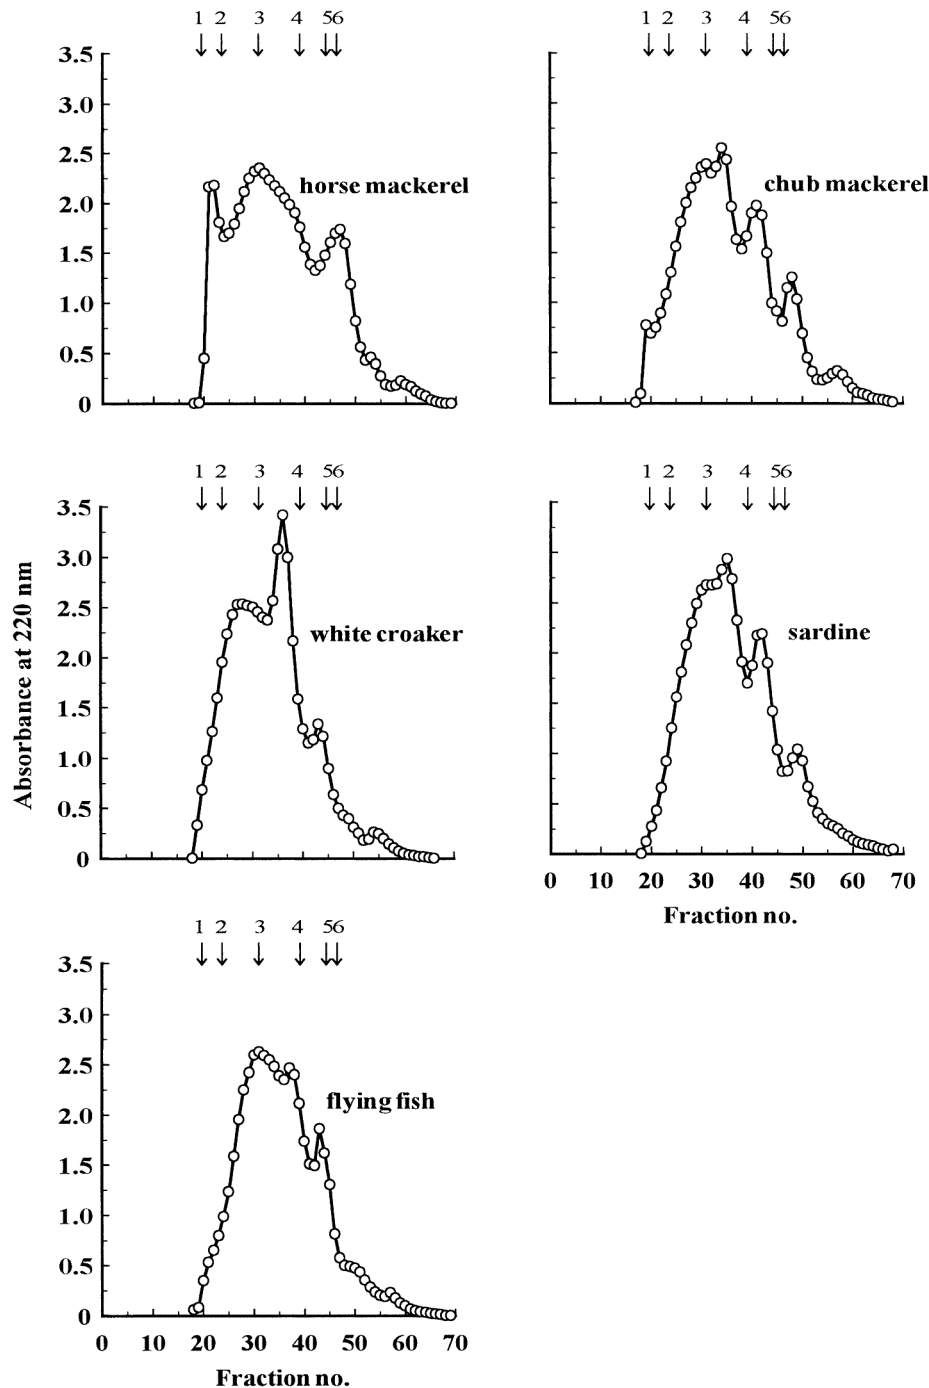 1 2 3 4 56
3.5
3.0
2.5
2.0
1.5
1.0
0.5
0
horse mackerel
1 2 3 4 56
chub mackerel
Absorbance at 220 nm
1 2 3 4 56
3.5
3.0
2.5
2.0
1.5
1.0
0.5
0
white croaker
1 2 3 4 56
sardine
0 10 20 30 40 50 60 70
Fraction no.
1 2 3 4 56
3.5
3.0
2.5
2.0
1.5
1.0
0.5
0
flying fish
0 10 20 30 40 50 60 70
Fraction no.